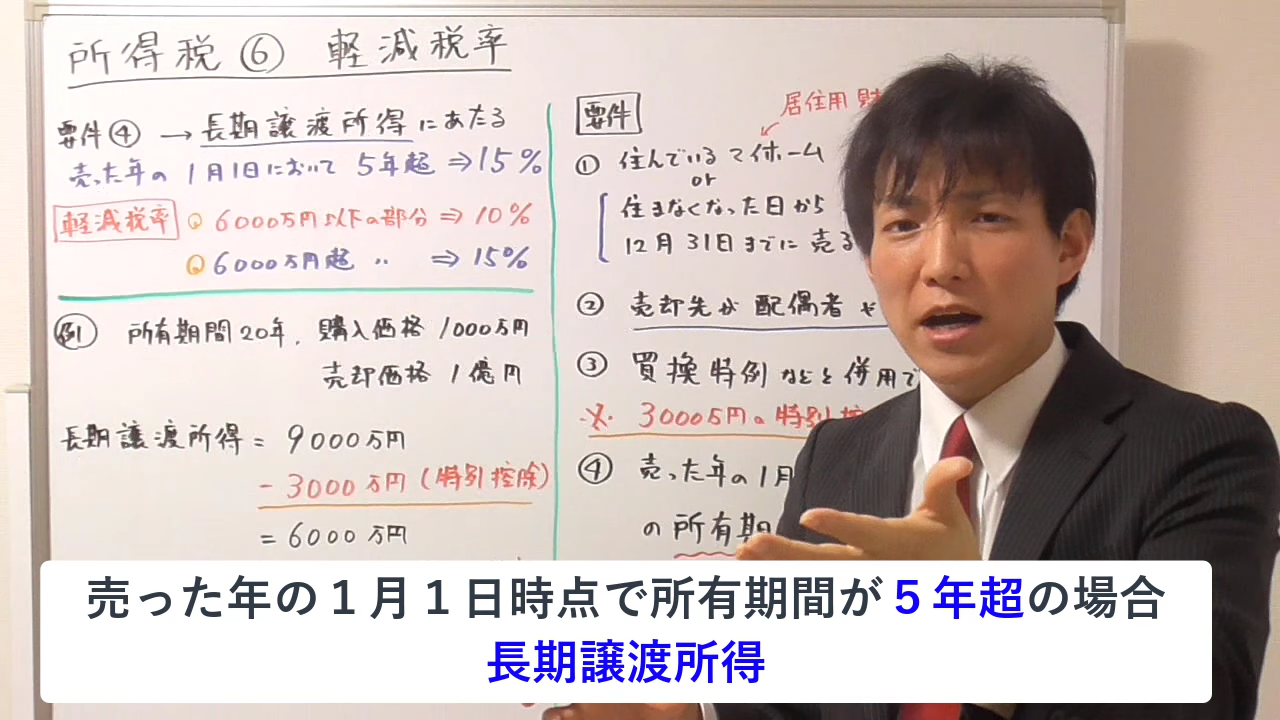 所得税⑥ 軽減税率
要件④ → 長期譲渡所得にあたる
売った年の 1月1日において 5年超 ⇒ 15%
軽減税率 ○ 6000万円以下の部分 ⇒ 10%
○ 6000万円超 〃 ⇒ 15%
例 所有期間20年, 購入価格 1000万円
売却価格 1億円
長期譲渡所得 = 9000万円
- 3000万円 (特別控除)
= 6000万円
居住用財
要件
① 住んでいるマイホーム
or
住まなくなった日から
12月31日までに売る
② 売却先が配偶者や
③ 買換特例などと併用で
※ 3000万円の特別控
④ 売った年の1月
の所有期
売った年の1月1日時点で所有期間が5年超の場合
長期譲渡所得